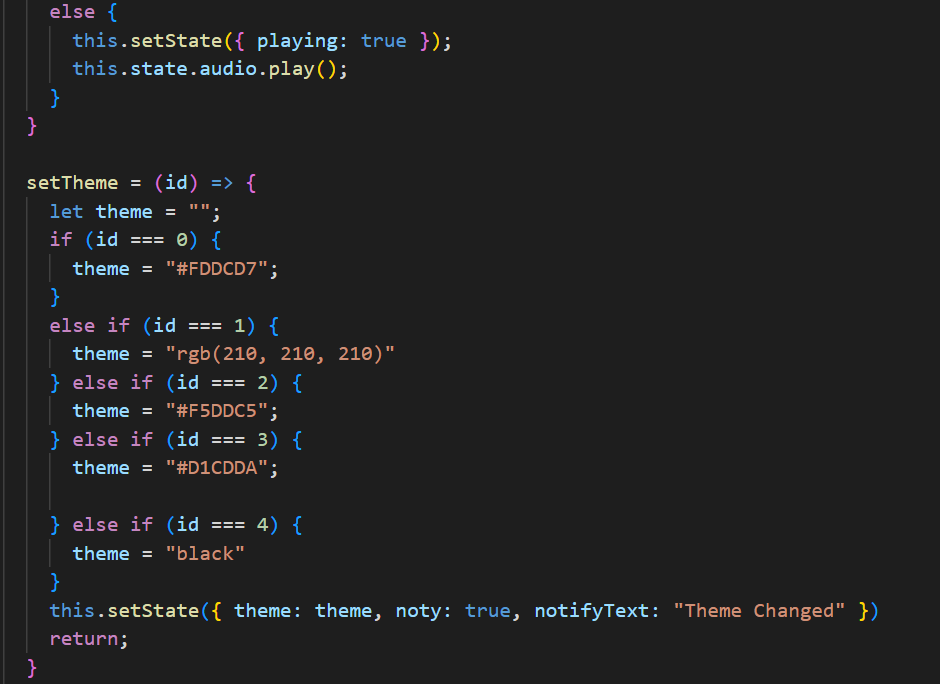 else {
this.setState({ playing: true });
this.state.audio.play();
}
}
setTheme = (id) => {
let theme = "";
if (id === 0) {
theme = "#FDDCD7";
}
else if (id === 1) {
theme = "rgb(210, 210, 210)"
} else if (id === 2) {
theme = "#F5DDC5";
} else if (id === 3) {
theme = "#D1CDDA";
} else if (id === 4) {
theme = "black"
}
this.setState({ theme: theme, noty: true, notifyText: "Theme Changed" })
return;
}